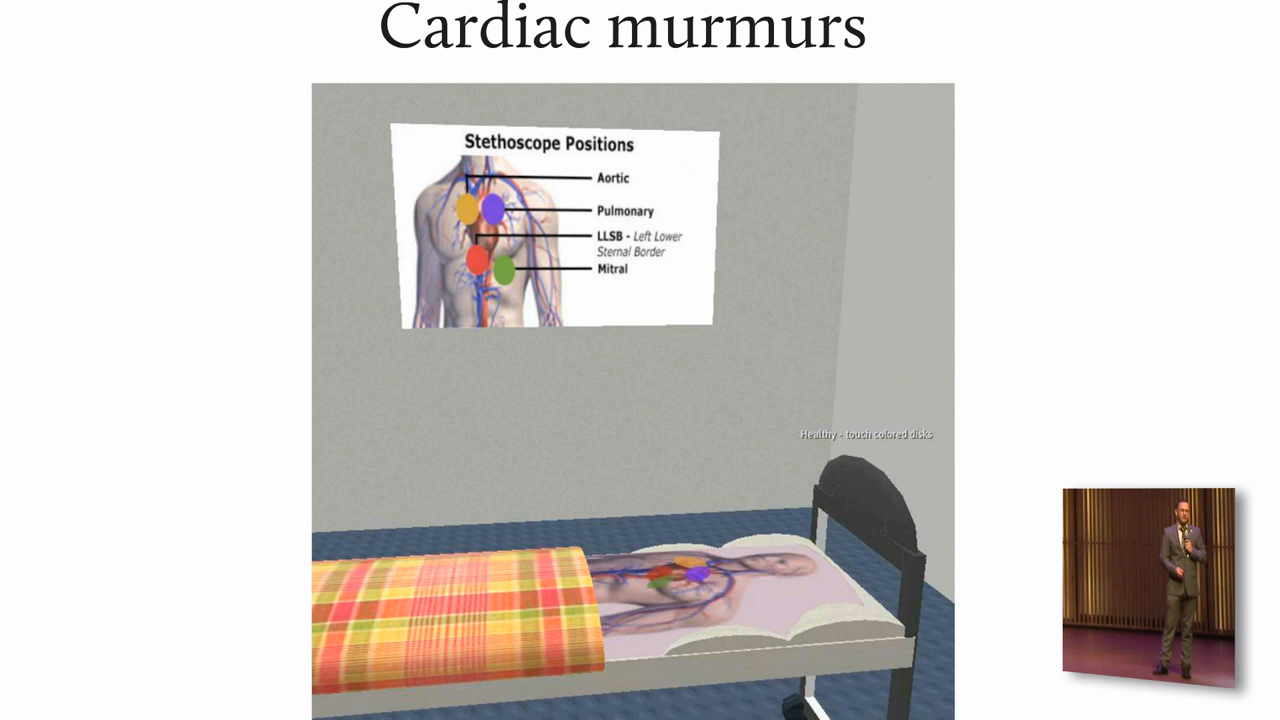 Cardiac murmurs
Stethoscope Positions
Aortic
Pulmonary
LLSB - Left Lower
Sternal Border
Mitral
Healthy - touch colored disks